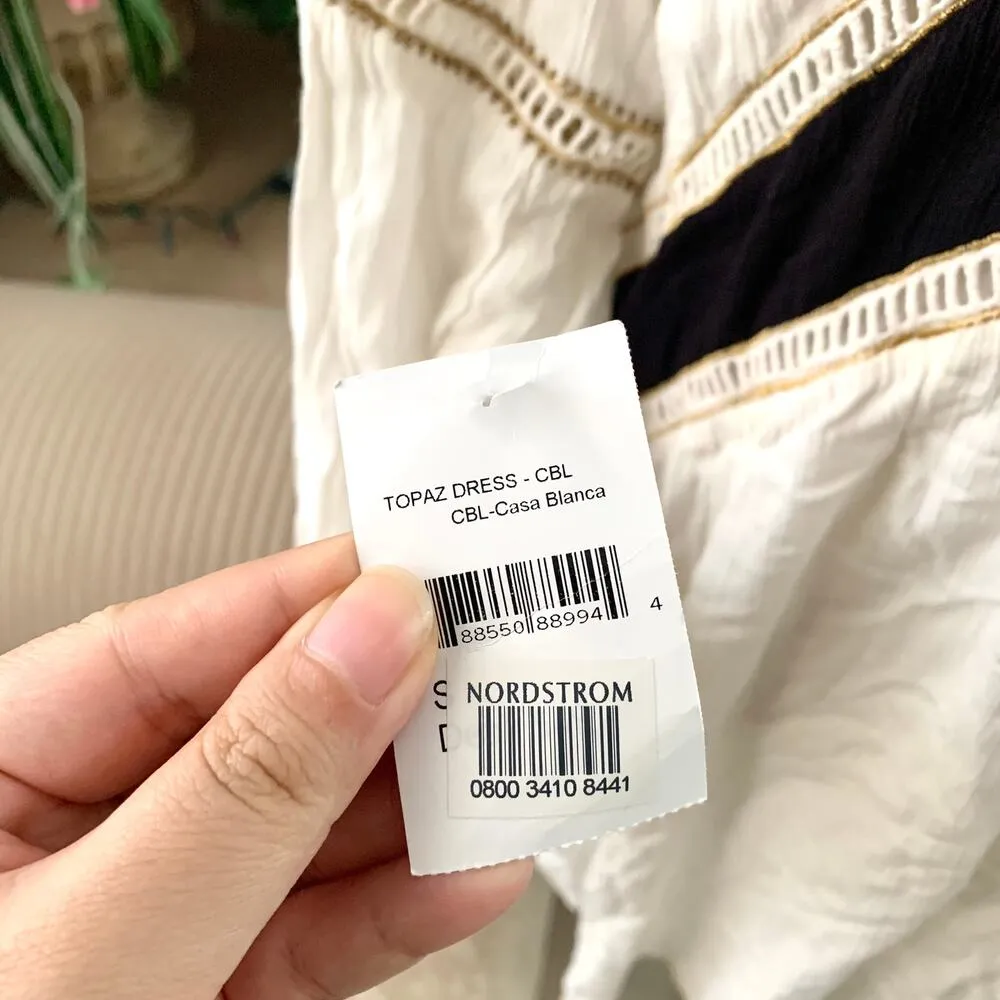 TOPAZ DRESS - CBL
CBL-Casa Blanca
88550 88994 4
NORDSTROM
0800 3410 8441